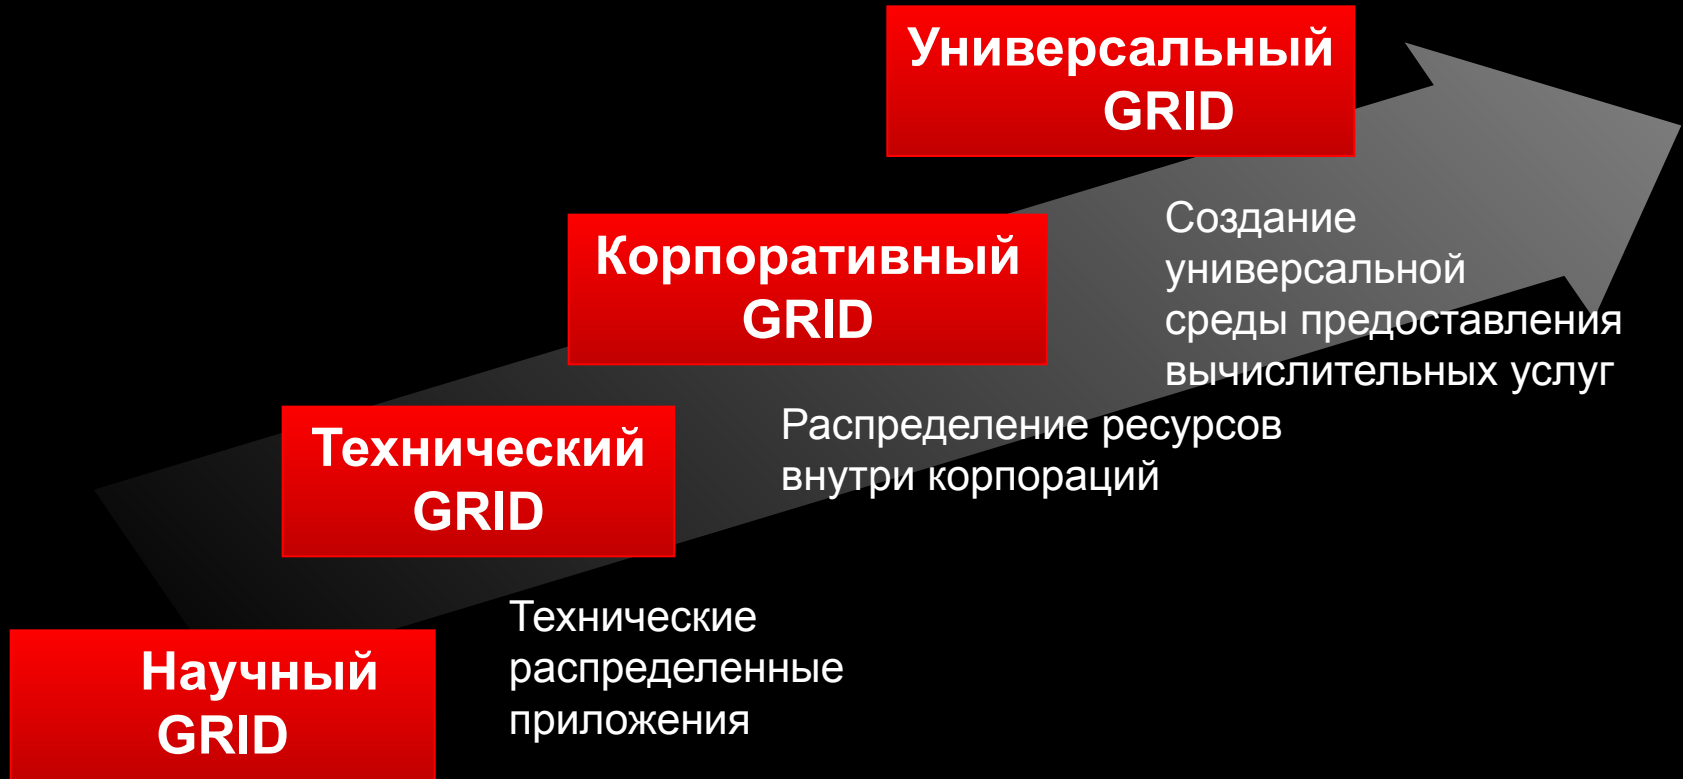 Универсальный
GRID
Создание
универсальной
среды предоставления
вычислительных услуг
Корпоративный
GRID
Распределение ресурсов
внутри корпораций
Технический
GRID
Технические
распределенные
приложения
Научный
GRID